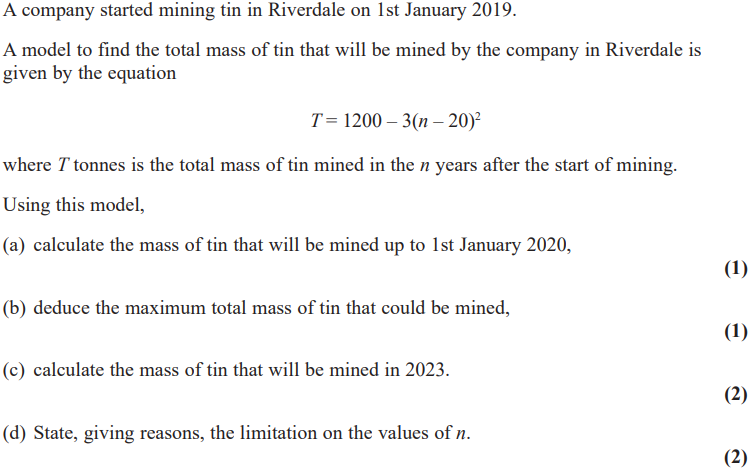 A company started mining tin in Riverdale on 1st January 2019.
A model to find the total mass of tin that will be mined by the company in Riverdale is
given by the equation
T = 1200 – 3(n – 20)²
where T tonnes is the total mass of tin mined in the n years after the start of mining.
Using this model,
(a) calculate the mass of tin that will be mined up to 1st January 2020,
(1)
(b) deduce the maximum total mass of tin that could be mined,
(1)
(c) calculate the mass of tin that will be mined in 2023.
(2)
(d) State, giving reasons, the limitation on the values of n.
(2)